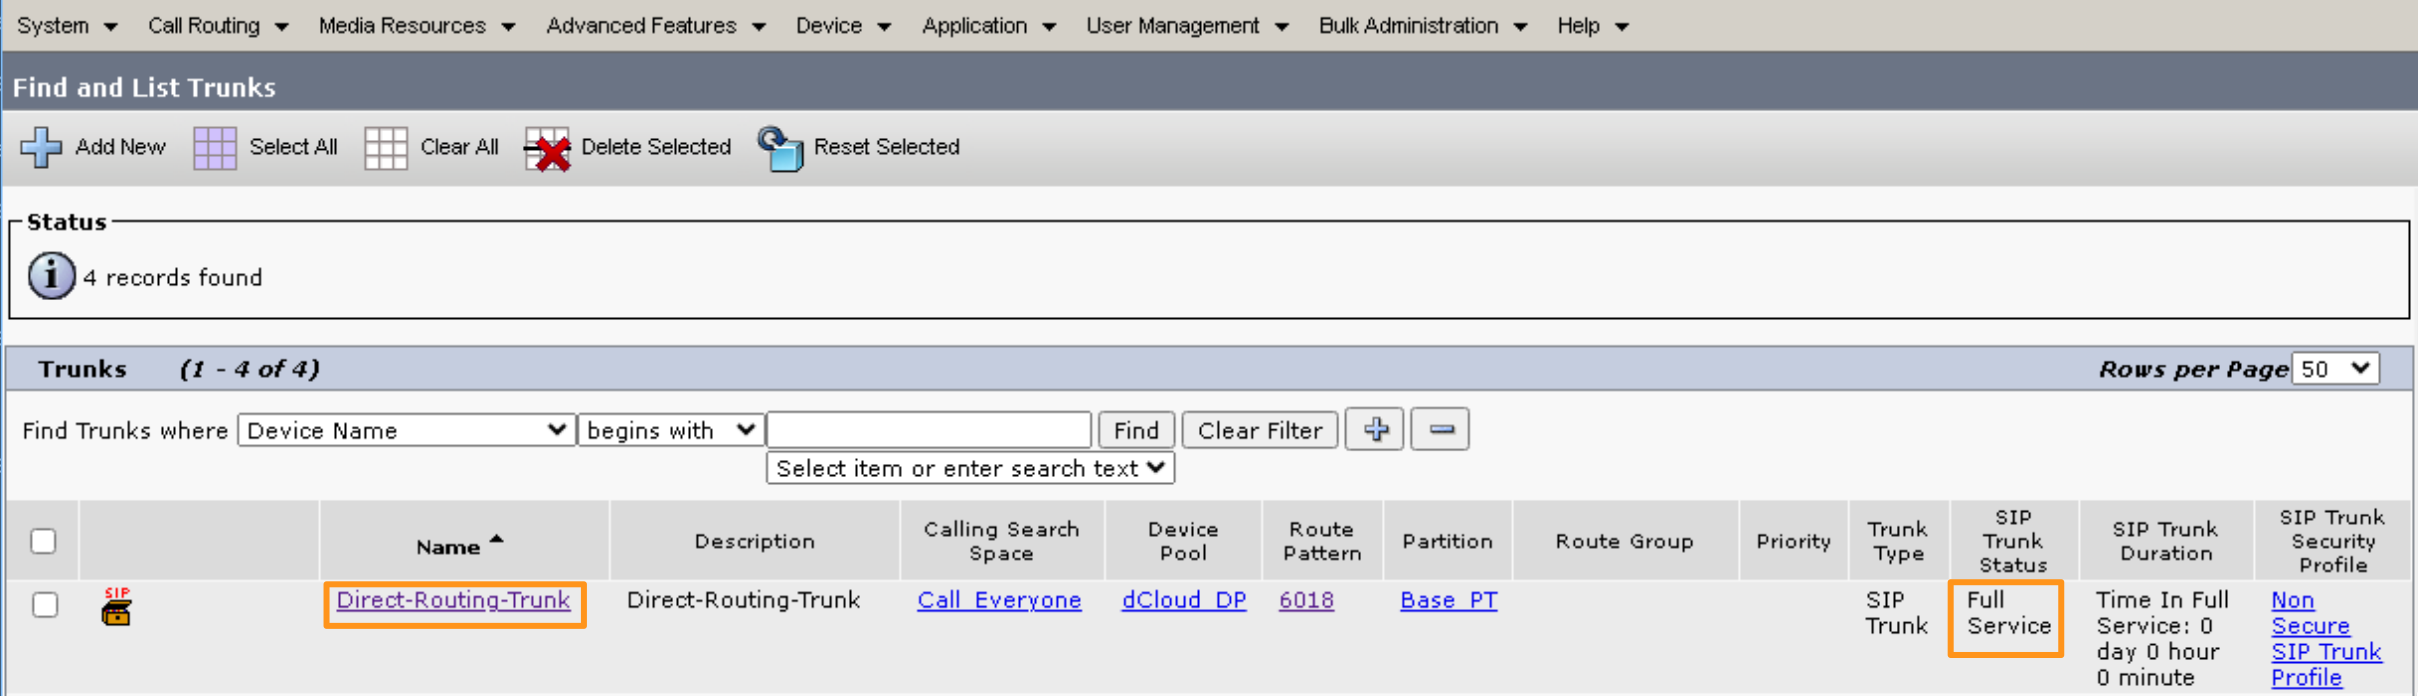 System Call Routing Media Resources Advanced Features Device Application User Management Bulk Administration Help
Find and List Trunks
Add New Select All Clear All Delete Selected Reset Selected
Status
4 records found
Trunks (1 - 4 of 4) Rows per Page 50
Find Trunks where Device Name begins with Find Clear Filter
Select item or enter search text
Name Description Calling Search Space Device Pool Route Pattern Partition Route Group Priority Trunk Type SIP Trunk Status SIP Trunk Duration SIP Trunk Security Profile
SIP
Direct-Routing-Trunk Direct-Routing-Trunk Call_Everyone dCloud_DP 6018 Base_PT SIP Trunk Full Service Time In Full Service: 0 day 0 hour 0 minute Non Secure SIP Trunk Profile